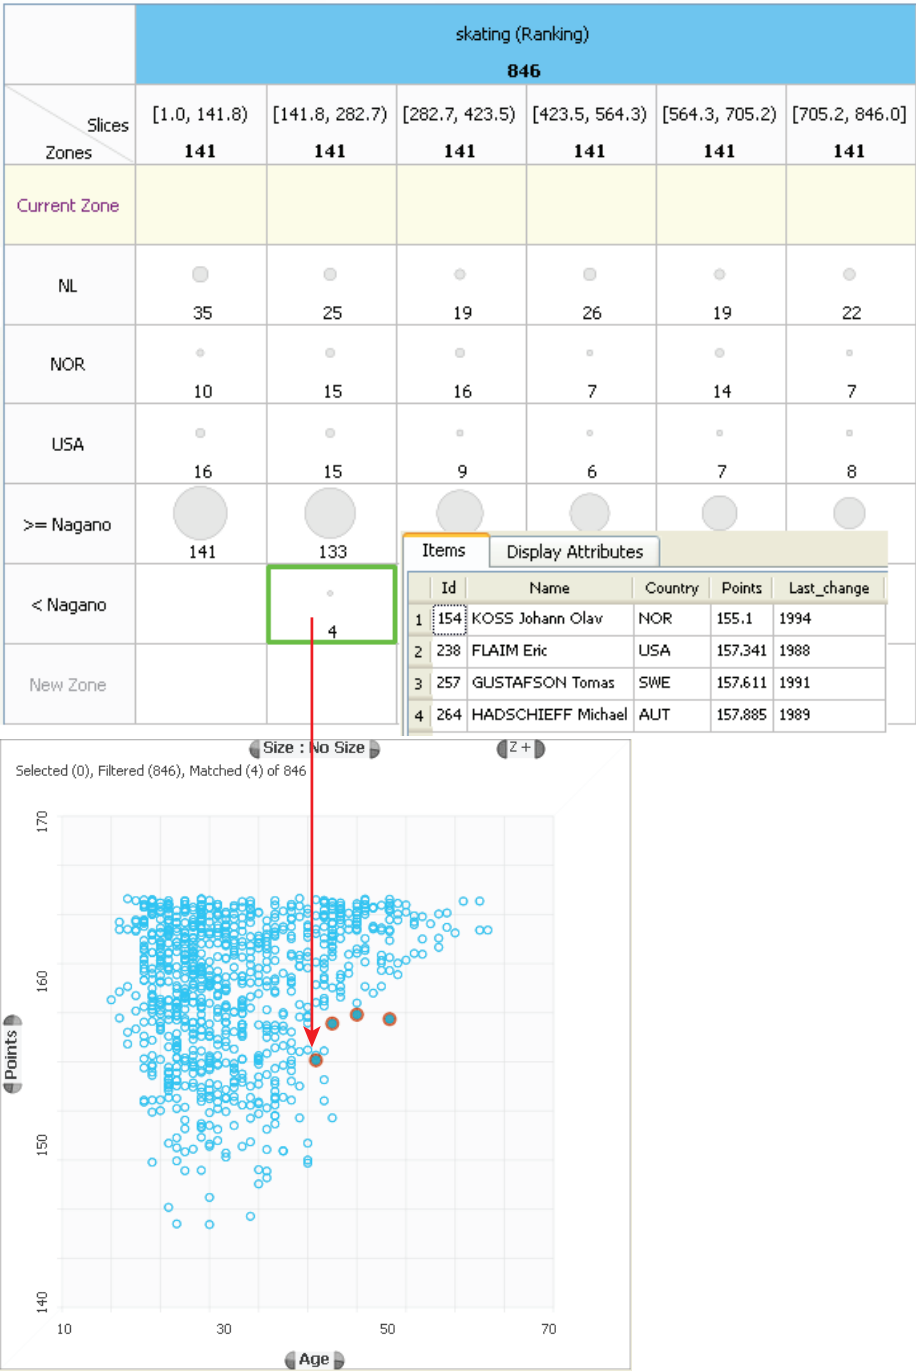 skating (Ranking)
846
Slices
Zones
[1.0, 141.8) [141.8, 282.7) [282.7, 423.5) [423.5, 564.3) [564.3, 705.2) [705.2, 846.0]
141 141 141 141 141 141
Current Zone
NL
35 25 19 26 19 22
NOR
10 15 16 7 14 7
USA
16 15 9 6 7 8
>= Nagano
141 133
< Nagano
4
New Zone
Items Display Attributes
Id Name Country Points Last_change
1 154 KOSS Johann Olav NOR 155.1 1994
2 238 FLAIM Eric USA 157.341 1988
3 257 GUSTAFSON Tomas SWE 157.611 1991
4 264 HADSCHIEFF Michael AUT 157.885 1989
Size : No Size
Z +
Selected (0), Filtered (846), Matched (4) of 846
170
160
Points
150
140
10 30 50 70
Age